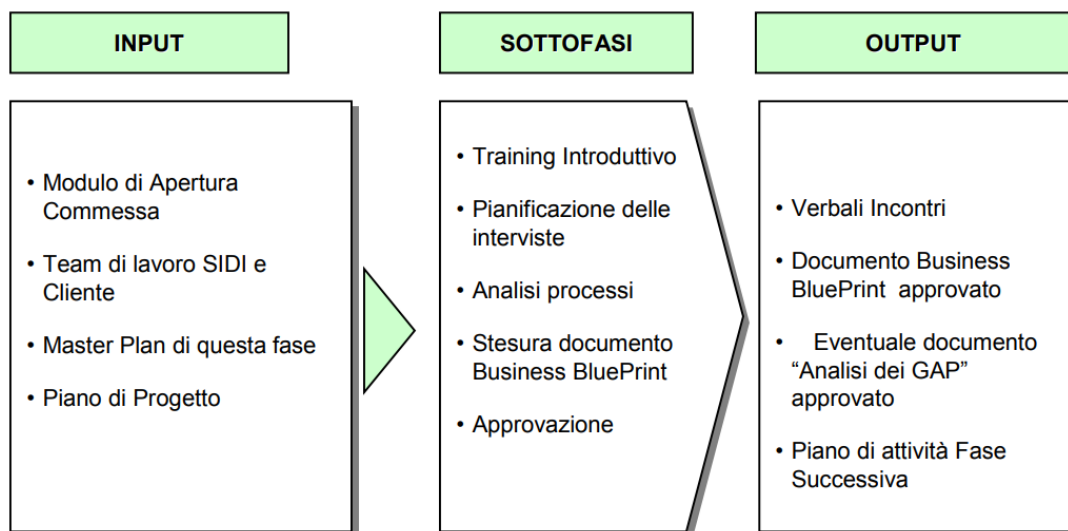 INPUT
• Modulo di Apertura
Commessa
• Team di lavoro SIDI e
Cliente
• Master Plan di questa fase
• Piano di Progetto
SOTTOFASI
• Training Introduttivo
• Pianificazione delle
interviste
• Analisi processi
• Stesura documento
Business BluePrint
• Approvazione
OUTPUT
• Verbali Incontri
• Documento Business
BluePrint approvato
• Eventuale documento
“Analisi dei GAP”
approvato
• Piano di attività Fase
Successiva